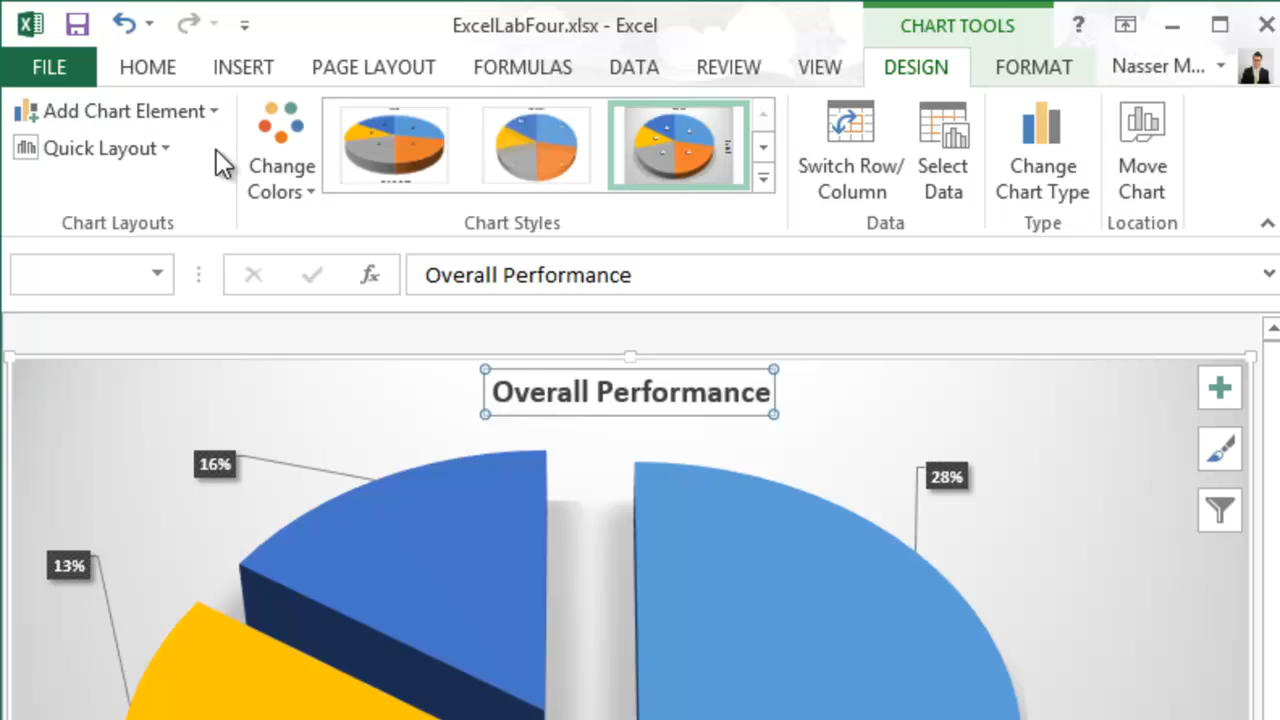 ExcelLabFour.xlsx - Excel
CHART TOOLS
?
FILE
HOME
INSERT
PAGE LAYOUT
FORMULAS
DATA
REVIEW
VIEW
DESIGN
FORMAT
Nasser M...
Add Chart Element
Quick Layout
Chart Layouts
Change
Colors
Chart Styles
Switch Row/
Column
Select
Data
Data
Change
Chart Type
Type
Move
Chart
Location
fx
Overall Performance
Overall Performance
16%
28%
13%